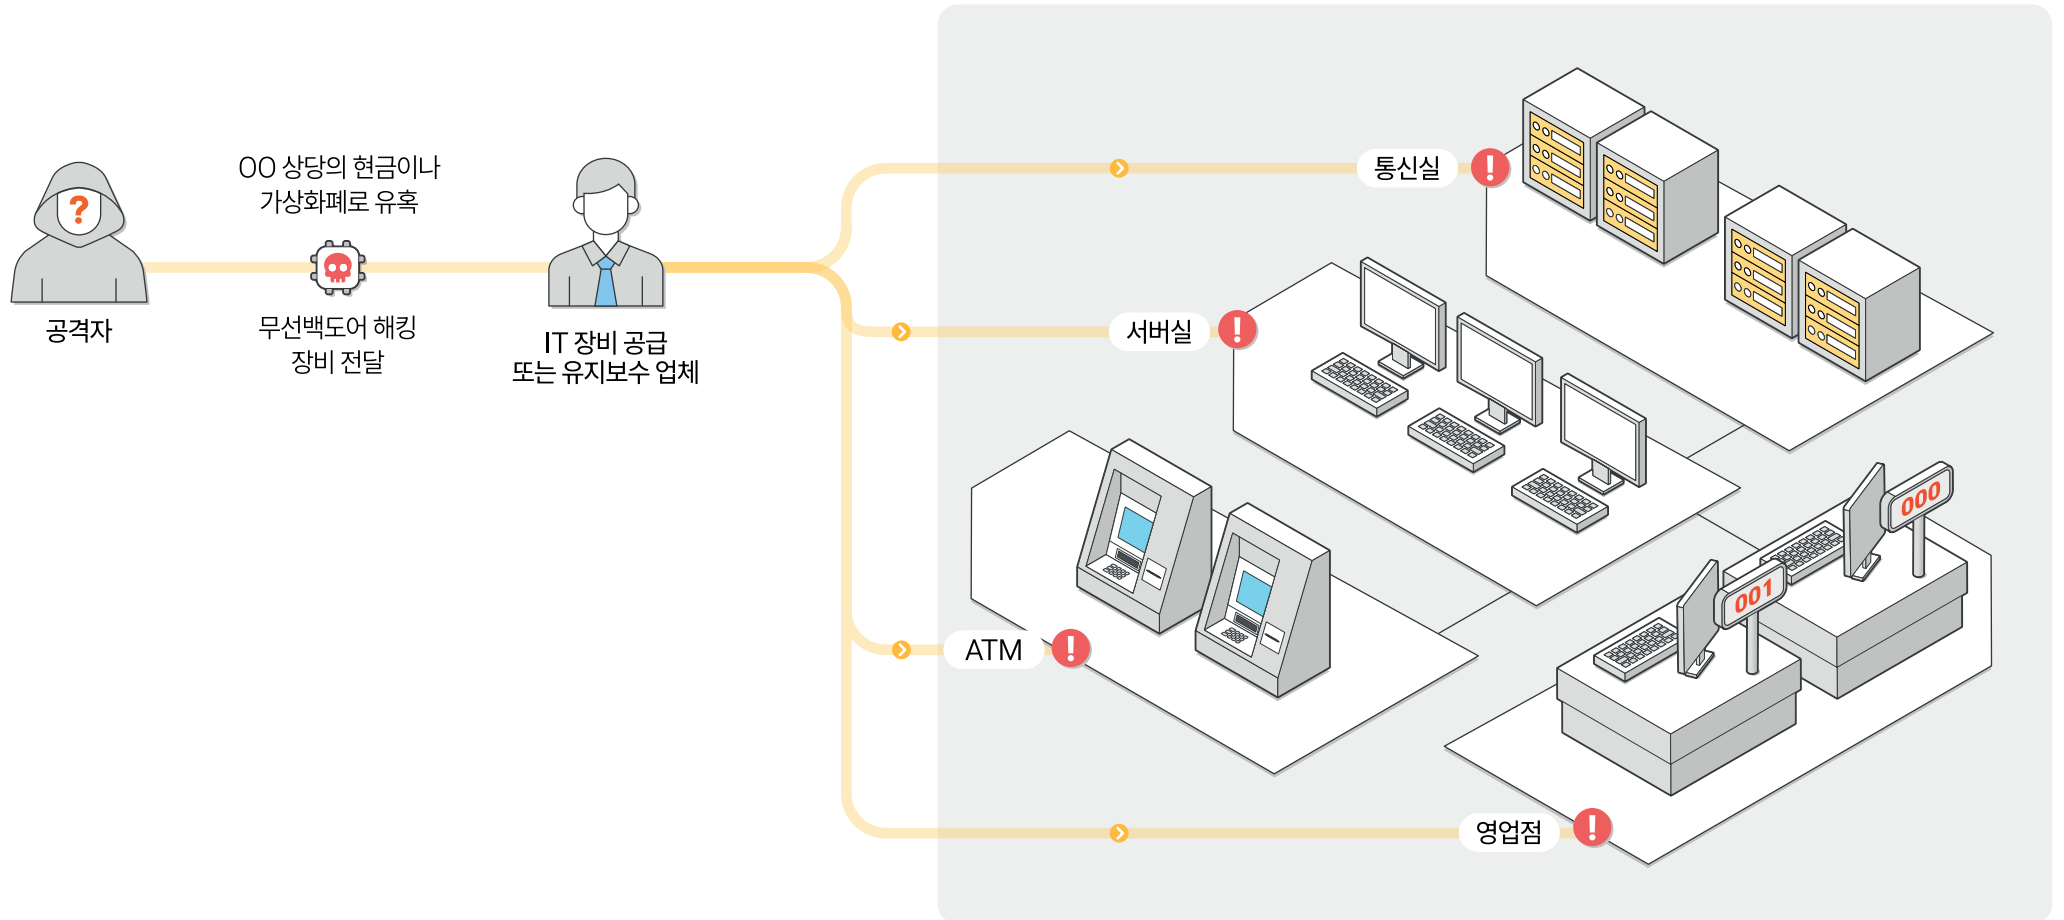 OO 상당의 현금이나
가상화폐로 유혹
?
공격자
무선백도어 해킹
장비 전달
IT 장비 공급
또는 유지보수 업체
통신실
!
서버실
!
ATM
!
000
001
영업점
!